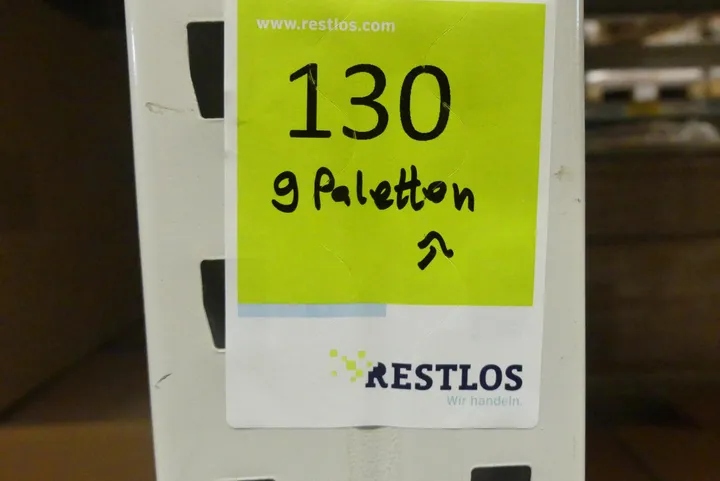 www.restlos.com
130
9 Paletten
RESTLOS
Wir handeln.